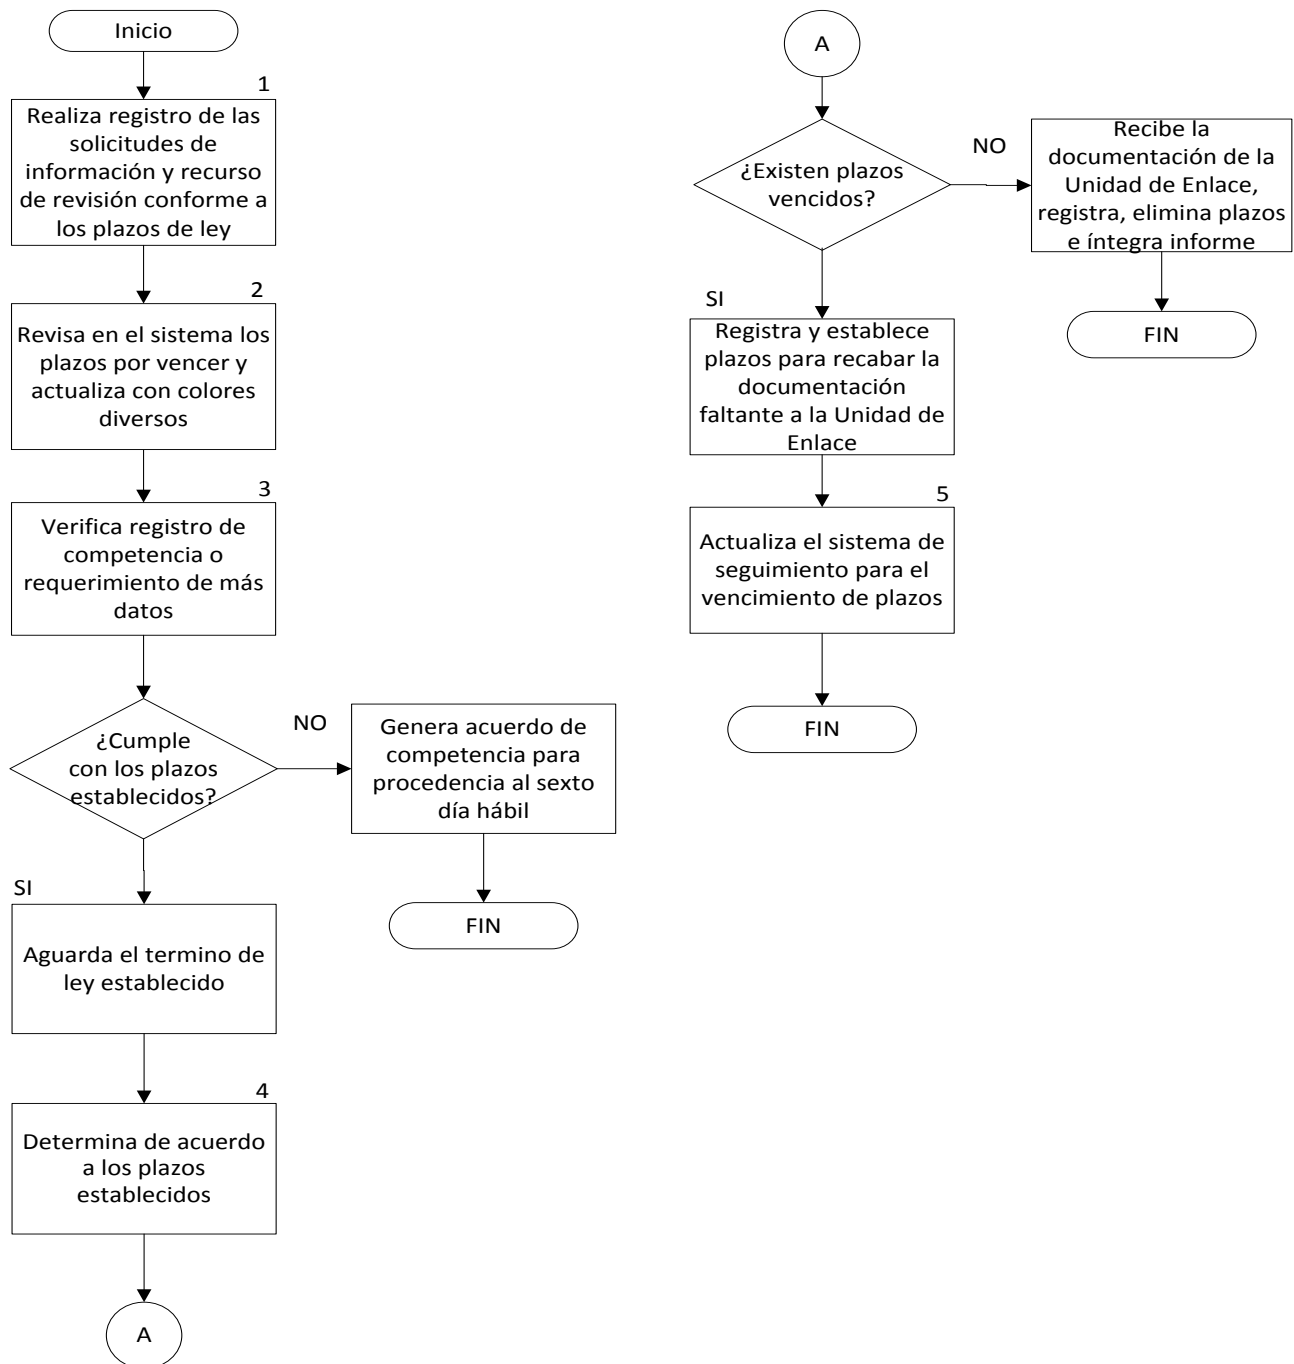 Inicio
1
Realiza registro de las
solicitudes de
información y recurso
de revisión conforme a
los plazos de ley
2
Revisa en el sistema los
plazos por vencer y
actualiza con colores
diversos
3
Verifica registro de
competencia o
requerimiento de más
datos
¿Cumple
con los plazos
establecidos?
NO
Genera acuerdo de
competencia para
procedencia al sexto
día hábil
FIN
SI
Aguarda el termino de
ley establecido
4
Determina de acuerdo
a los plazos
establecidos
A
A
¿Existen plazos
vencidos?
NO
Recibe la
documentación de la
Unidad de Enlace,
registra, elimina plazos
e íntegra informe
FIN
SI
Registra y establece
plazos para recabar la
documentación
faltante a la Unidad de
Enlace
5
Actualiza el sistema de
seguimiento para el
vencimiento de plazos
FIN